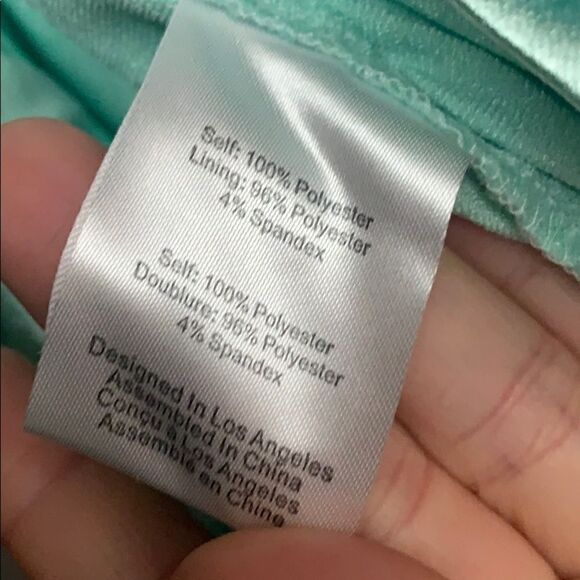 Self: 100% Polyester
Lining: 96% Polyester
4% Spandex
Self: 100% Polyester
Doublure: 96% Polyester
4% Spandex
Designed In Los Angeles
Assembled in China
Conçu à Los Angeles
Assemblé en Chine